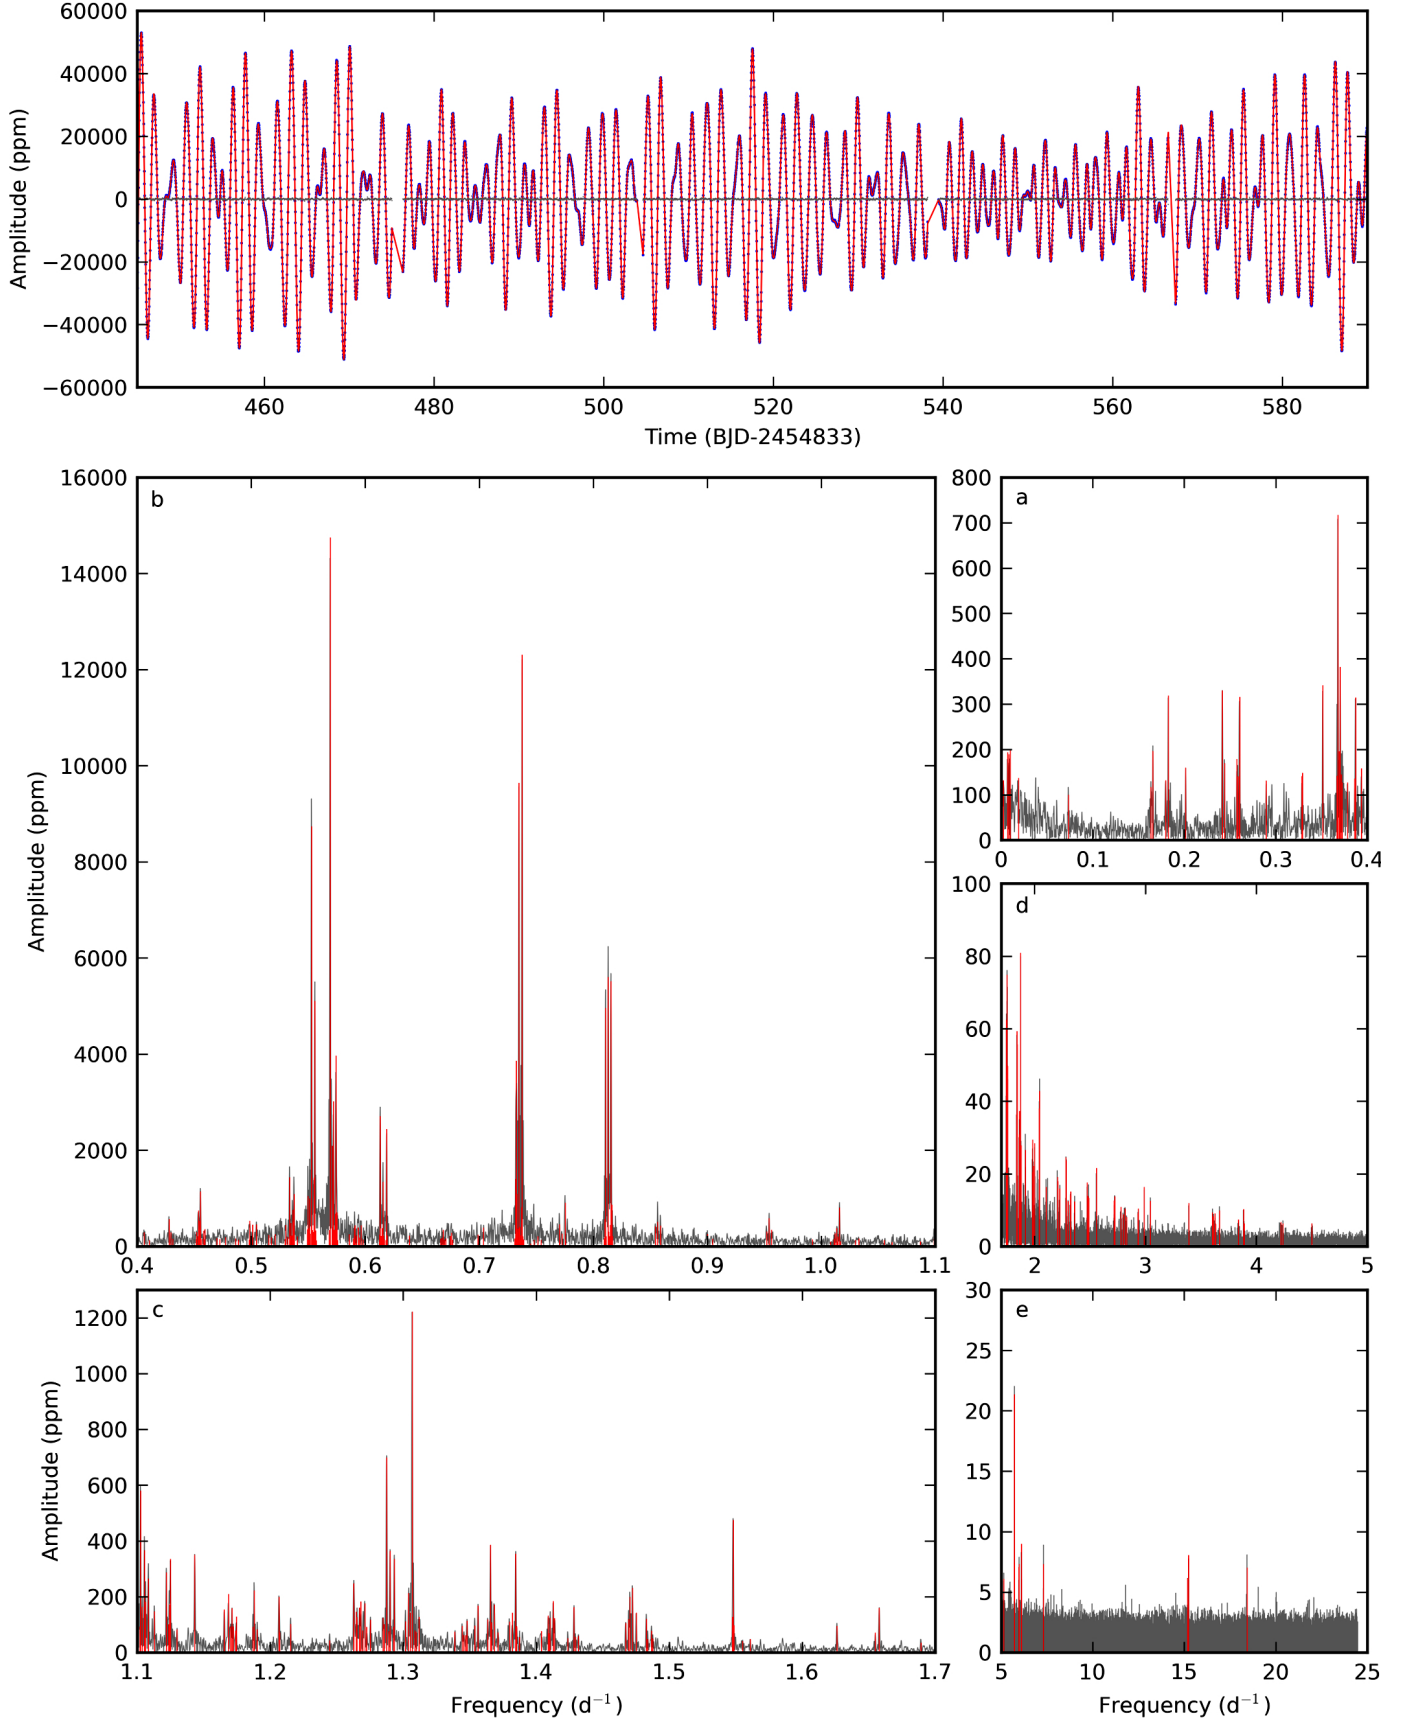 60000
40000
20000
0
−20000
−40000
−60000
Amplitude (ppm)
460 480 500 520 540 560 580
Time (BJD-2454833)
b
16000
14000
12000
10000
8000
6000
4000
2000
0
Amplitude (ppm)
0.4 0.5 0.6 0.7 0.8 0.9 1.0 1.1
a
800
700
600
500
400
300
200
100
0
0 0.1 0.2 0.3 0.4
d
100
80
60
40
20
0
2 3 4 5
c
1200
1000
800
600
400
200
0
Amplitude (ppm)
1.1 1.2 1.3 1.4 1.5 1.6 1.7
Frequency (d⁻¹)
e
30
25
20
15
10
5
0
5 10 15 20 25
Frequency (d⁻¹)